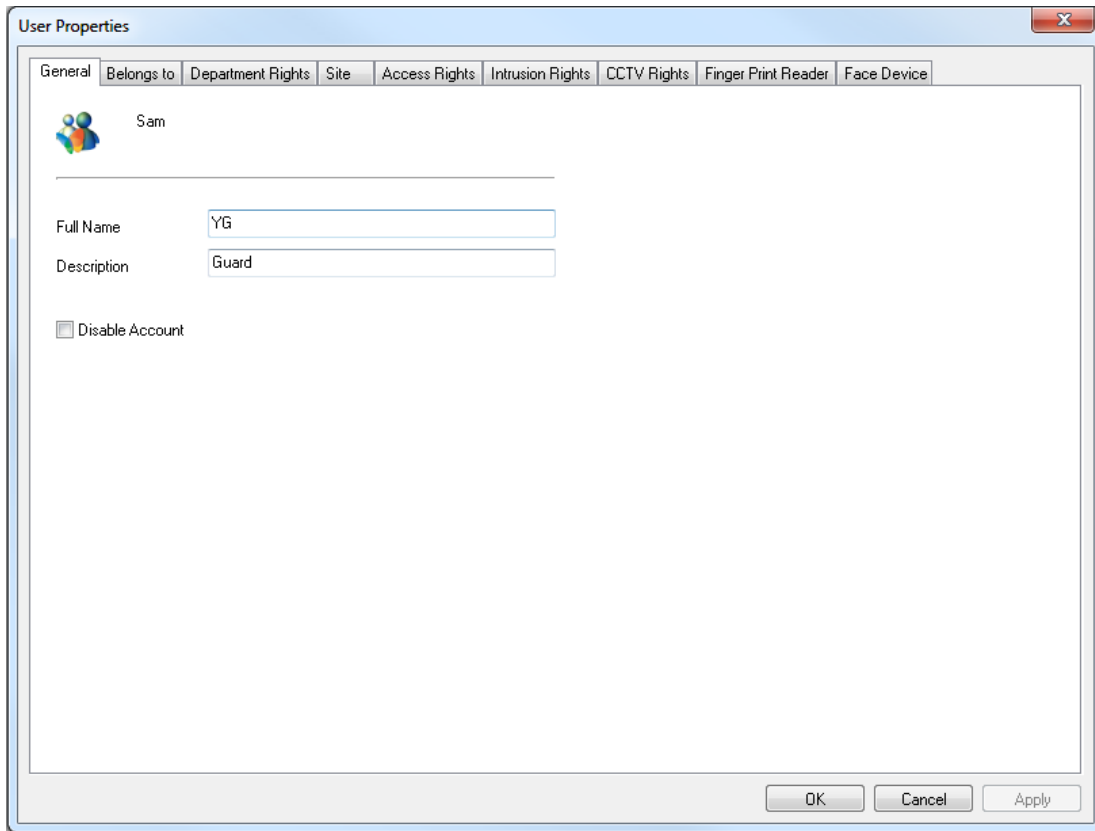 User Properties
General Belongs to Department Rights Site Access Rights Intrusion Rights CCTV Rights Finger Print Reader Face Device
Sam
Full Name YG
Description Guard
Disable Account
OK Cancel Apply